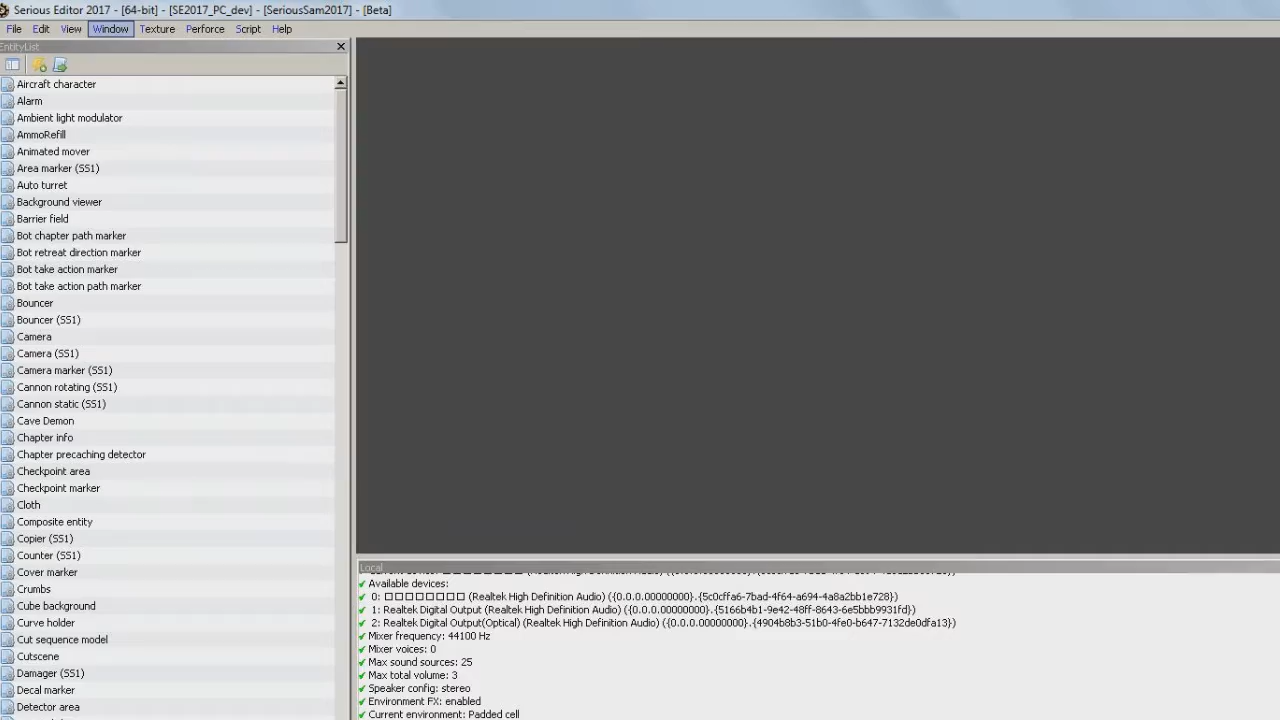 Serious Editor 2017 - [64-bit] - [SE2017_PC_dev] - [SeriousSam2017] - [Beta]
File Edit View Window Texture Perforce Script Help
EntityList
Aircraft character
Alarm
Ambient light modulator
AmmoRefill
Animated mover
Area marker (SS1)
Auto turret
Background viewer
Barrier field
Bot chapter path marker
Bot retreat direction marker
Bot take action marker
Bot take action path marker
Bouncer
Bouncer (SS1)
Camera
Camera (SS1)
Camera marker (SS1)
Cannon rotating (SS1)
Cannon static (SS1)
Cave Demon
Chapter info
Chapter precaching detector
Checkpoint area
Checkpoint marker
Cloth
Composite entity
Copier (SS1)
Counter (SS1)
Cover marker
Crumbs
Cube background
Curve holder
Cut sequence model
Cutscene
Damager (SS1)
Decal marker
Detector area
Local
Available devices:
0: □□□□□□□□ (Realtek High Definition Audio) ({0.0.0.00000000}.{5c0cffa6-7bad-4f64-a694-4a8a2bb1e728})
1: Realtek Digital Output (Realtek High Definition Audio) ({0.0.0.00000000}.{5166b4b1-9e42-48ff-8643-6e5bbb9931fd})
2: Realtek Digital Output(Optical) (Realtek High Definition Audio) ({0.0.0.00000000}.{4904b8b3-51b0-4fe0-b647-7132de0dfa13})
Mixer frequency: 44100 Hz
Mixer voices: 0
Max sound sources: 25
Max total volume: 3
Speaker config: stereo
Environment FX: enabled
Current environment: Padded cell